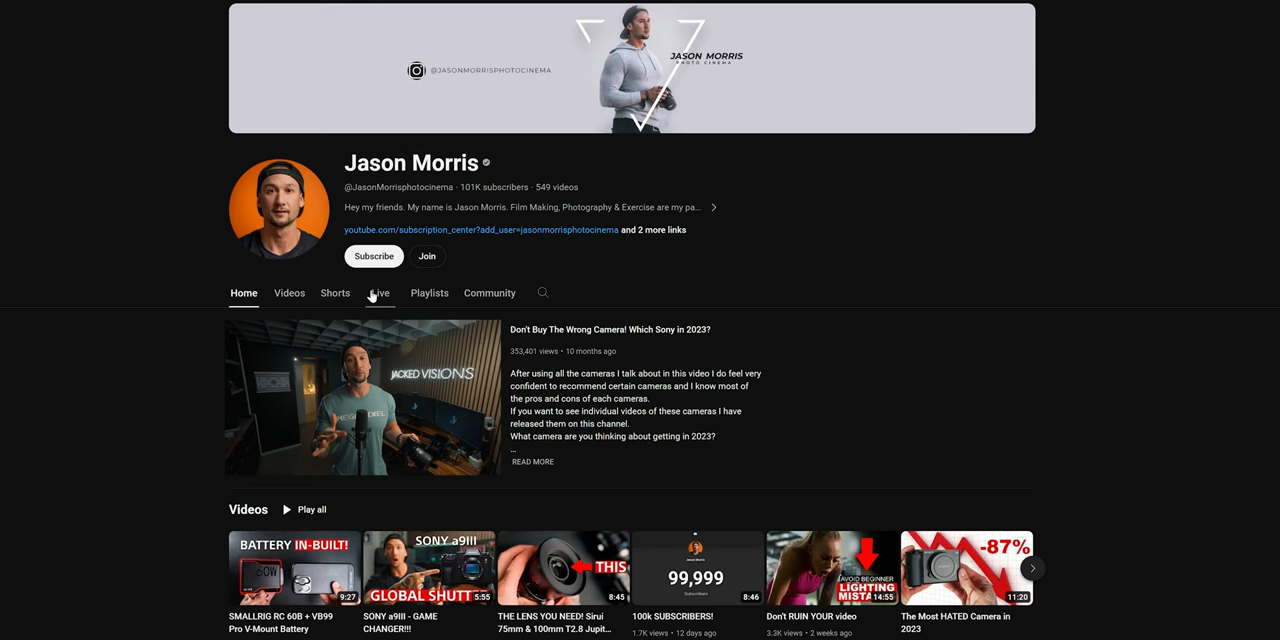 @JASONMORRISPHOTOCINEMA
JASON MORRIS
PHOTO CINEMA
Jason Morris
@JasonMorrisphotocinema · 101K subscribers · 549 videos
Hey my friends. My name is Jason Morris. Film Making, Photography & Exercise are my pa...
youtube.com/subscription_center?add_user=jasonmorrisphotocinema and 2 more links
Subscribe Join
Home Videos Shorts Live Playlists Community
JACKED VISIONS
Don't Buy The Wrong Camera! Which Sony in 2023?
353,401 views • 10 months ago
After using all the cameras I talk about in this video I do feel very
confident to recommend certain cameras and I know most of
the pros and cons of each cameras.
If you want to see individual videos of these cameras I have
released them on this channel.
What camera are you thinking about getting in 2023?
...
READ MORE
Videos Play all
BATTERY IN-BUILT!
60W
9:27
SONY a9III
GLOBAL SHUTT
5:55
THIS
8:45
99,999
Subscribers
8:46
AVOID BEGINNER
LIGHTING
MISTA
14:55
-87%
11:20
SMALLRIG RC 60B + VB99
Pro V-Mount Battery
SONY a9III - GAME
CHANGER!!!
THE LENS YOU NEED! Sirui
75mm & 100mm T2.8 Jupit...
100k SUBSCRIBERS!
1.7K views • 12 days ago
Don't RUIN YOUR video
3.3K views • 2 weeks ago
The Most HATED Camera in
2023